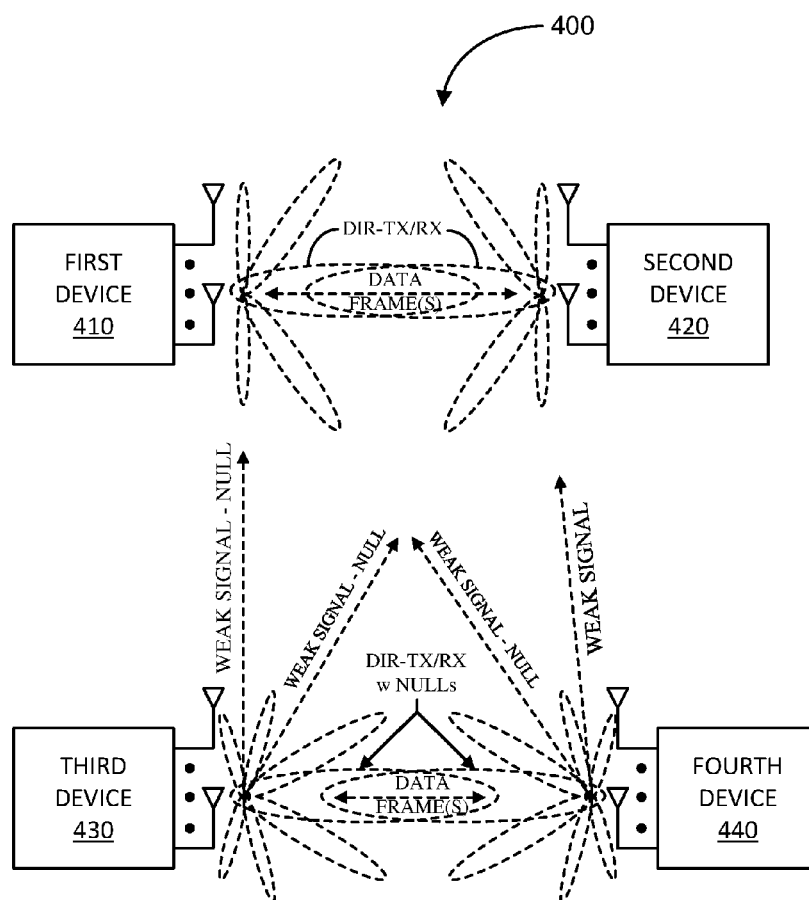 400
DIR-TX/RX
FIRST
DEVICE
410
DATA
FRAME(S)
SECOND
DEVICE
420
WEAK SIGNAL - NULL
WEAK SIGNAL - NULL
WEAK SIGNAL - NULL
WEAK SIGNAL
DIR-TX/RX
w NULLs
THIRD
DEVICE
430
DATA
FRAME(S)
FOURTH
DEVICE
440